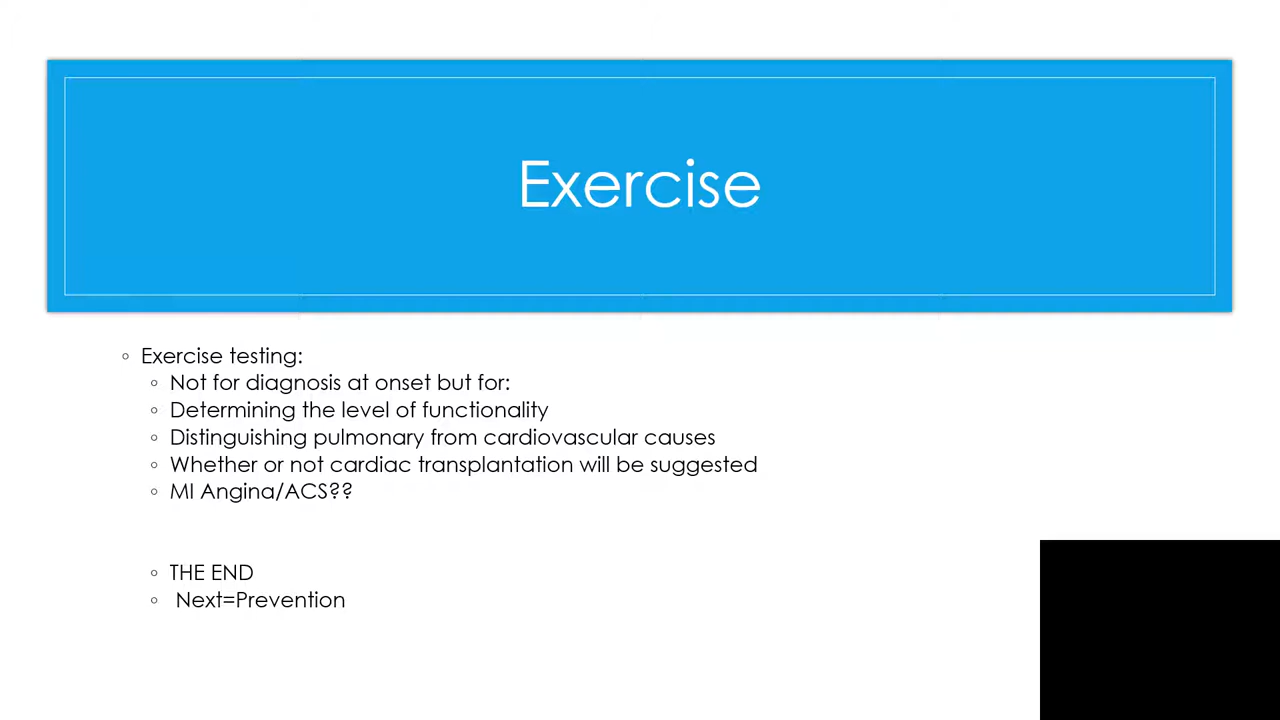 Exercise
◦ Exercise testing:
◦ Not for diagnosis at onset but for:
◦ Determining the level of functionality
◦ Distinguishing pulmonary from cardiovascular causes
◦ Whether or not cardiac transplantation will be suggested
◦ MI Angina/ACS??
◦ THE END
◦ Next=Prevention